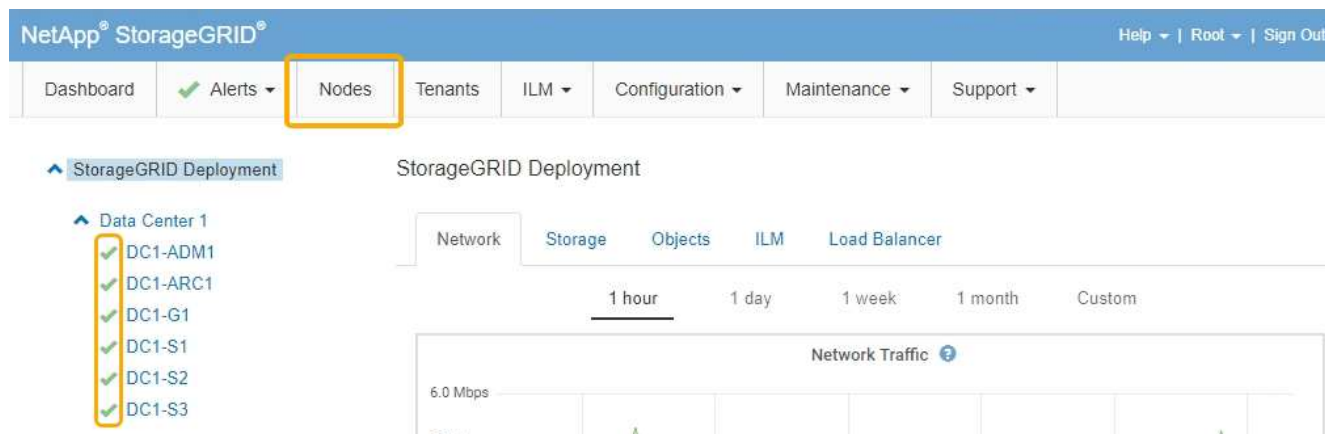 NetApp® StorageGRID®
Help | Root | Sign Out
Dashboard Alerts Nodes Tenants ILM Configuration Maintenance Support
StorageGRID Deployment
StorageGRID Deployment
Data Center 1
DC1-ADM1
DC1-ARC1
DC1-G1
DC1-S1
DC1-S2
DC1-S3
Network Storage Objects ILM Load Balancer
1 hour 1 day 1 week 1 month Custom
Network Traffic ?
6.0 Mbps